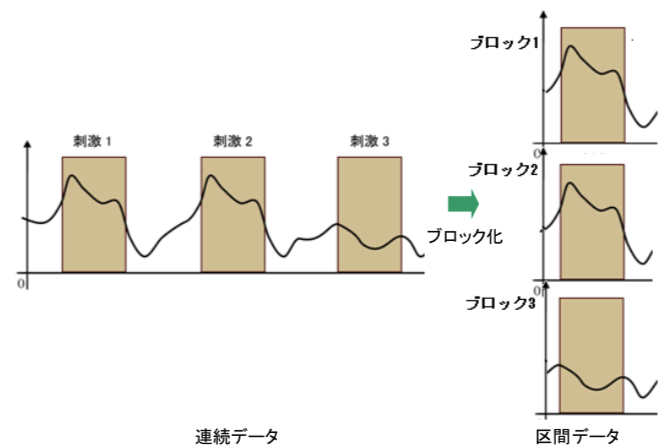 刺激 1
刺激 2
刺激 3
0
連続データ
ブロック化
ブロック1
0
ブロック2
0
ブロック3
区間データ